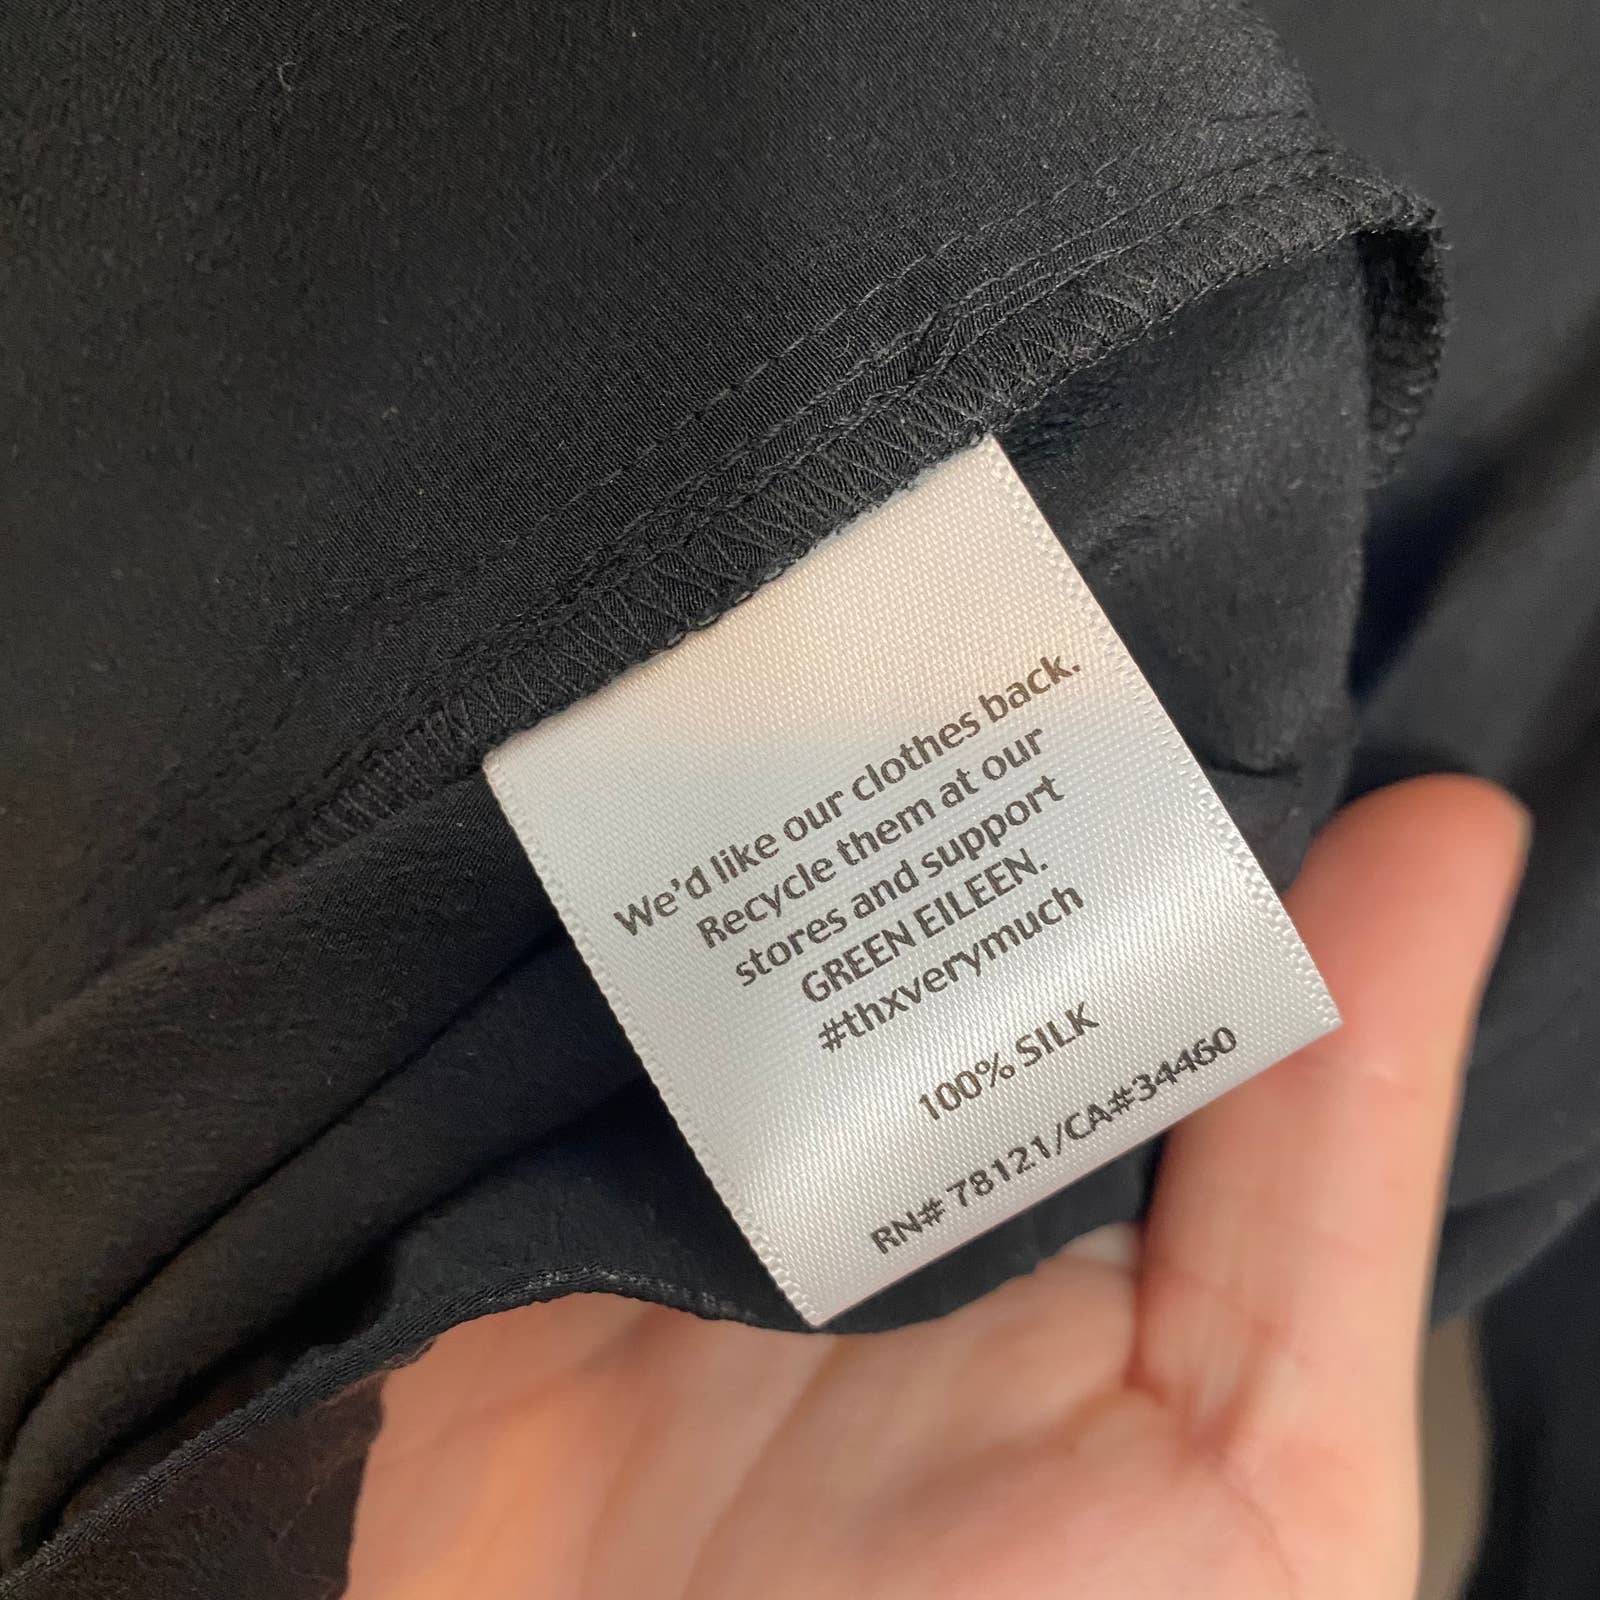 We'd like our clothes back.
Recycle them at our
stores and support
GREEN EILEEN.
#thxverymuch
100% SILK
RN# 78121/CA#34460